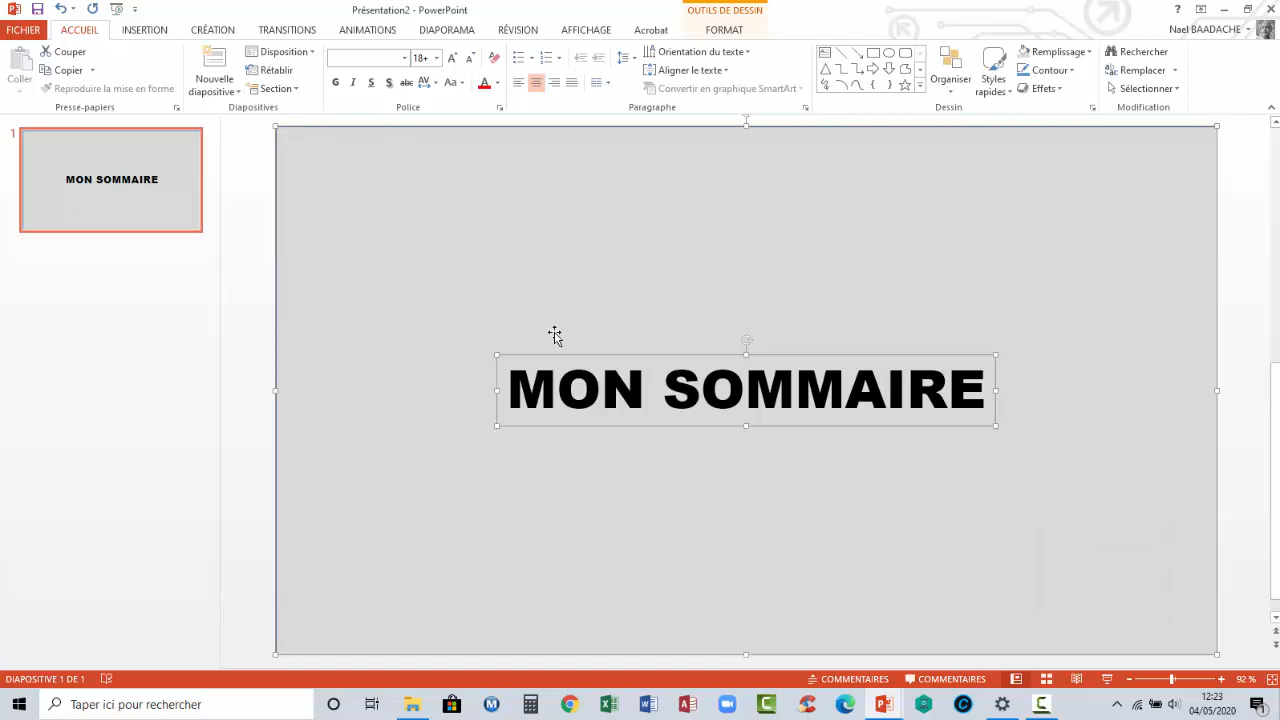 Présentation2 - PowerPoint
OUTILS DE DESSIN
?
FICHIER ACCUEIL INSERTION CRÉATION TRANSITIONS ANIMATIONS DIAPORAMA RÉVISION AFFICHAGE Acrobat FORMAT Nael BAADACHE
Coller
Couper
Copier
Reproduire la mise en forme
Presse-papiers
Nouvelle
diapositive
Disposition
Rétablir
Section
Diapositives
18+
G I S S abc AV Aa A
Police
Orientation du texte
Aligner le texte
Convertir en graphique SmartArt
Paragraphe
Organiser
Styles
rapides
Remplissage
Contour
Effets
Dessin
Rechercher
Remplacer
Sélectionner
Modification
1
MON SOMMAIRE
MON SOMMAIRE
DIAPOSITIVE 1 DE 1 COMMENTAIRES COMMENTAIRES 92 %
Taper ici pour rechercher
12:23
04/05/2020